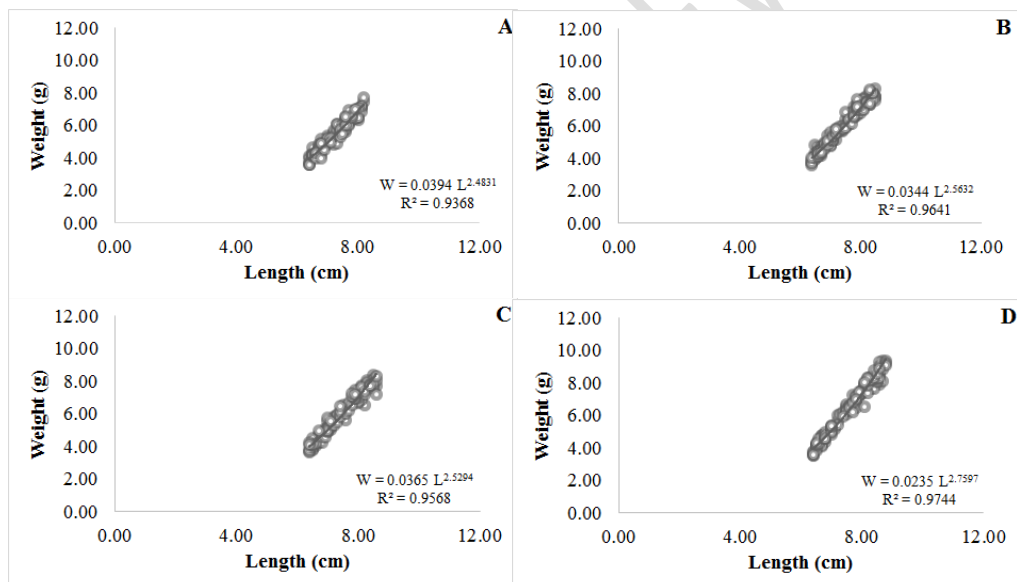 A
12.00
10.00
8.00
6.00
4.00
2.00
0.00
Weight (g)
W = 0.0394 L^2.4831
R² = 0.9368
0.00 4.00 8.00 12.00
Length (cm)
B
12.00
10.00
8.00
6.00
4.00
2.00
0.00
Weight (g)
W = 0.0344 L^2.5632
R² = 0.9641
0.00 4.00 8.00 12.00
Length (cm)
C
12.00
10.00
8.00
6.00
4.00
2.00
0.00
Weight (g)
W = 0.0365 L^2.5294
R² = 0.9568
0.00 4.00 8.00 12.00
Length (cm)
D
12.00
10.00
8.00
6.00
4.00
2.00
0.00
Weight (g)
W = 0.0235 L^2.7597
R² = 0.9744
0.00 4.00 8.00 12.00
Length (cm)